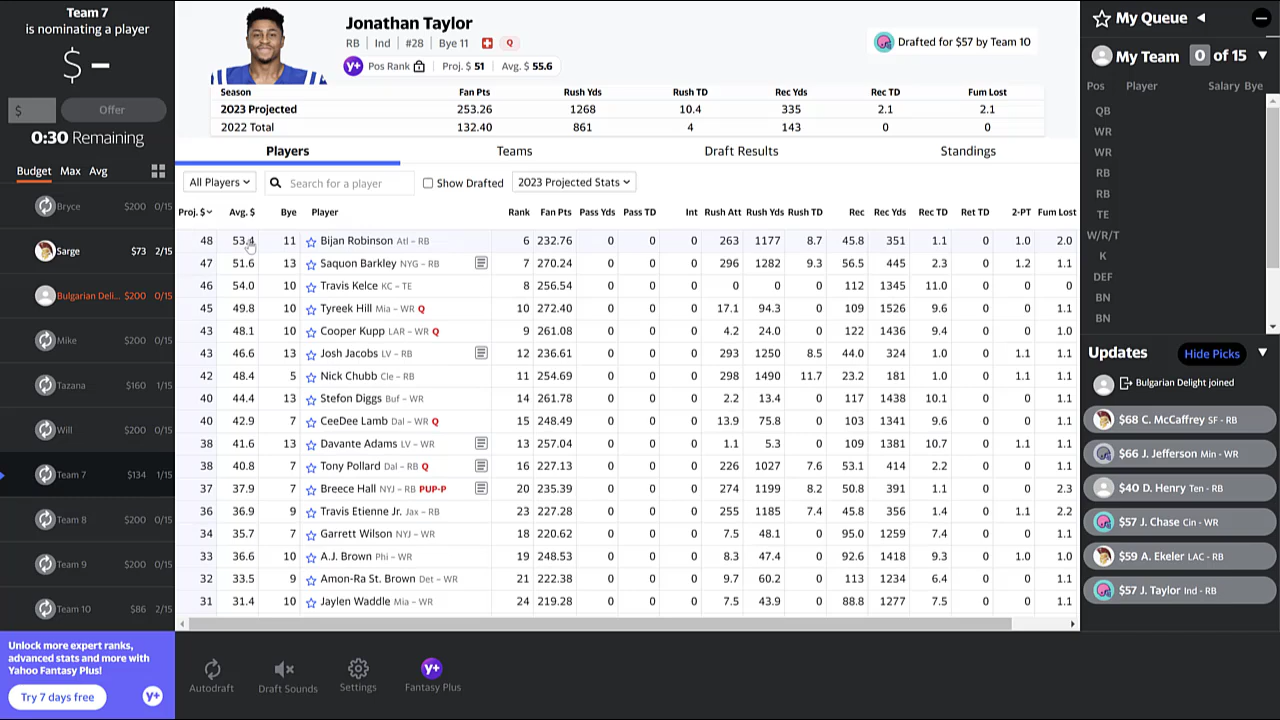 Team 7
is nominating a player
$ –
$
Offer
0:30 Remaining
Budget Max Avg
Bryce $200 0/15
Sarge $73 2/15
Bulgarian Deli... $200 0/15
Mike $200 0/15
Tazana $160 1/15
Will $200 0/15
Team 7 $134 1/15
Team 8 $200 0/15
Team 9 $200 0/15
Team 10 $86 2/15
Unlock more expert ranks,
advanced stats and more with
Yahoo Fantasy Plus!
Try 7 days free
y+
Jonathan Taylor
RB Ind #28 Bye 11 Q
y+ Pos Rank Proj. $ 51 Avg. $ 55.6
Drafted for $57 by Team 10
Season Fan Pts Rush Yds Rush TD Rec Yds Rec TD Fum Lost
2023 Projected 253.26 1268 10.4 335 2.1 2.1
2022 Total 132.40 861 4 143 0 0
Players Teams Draft Results Standings
All Players Search for a player Show Drafted 2023 Projected Stats
Proj. $ Avg. $ Bye Player Rank Fan Pts Pass Yds Pass TD Int Rush Att Rush Yds Rush TD Rec Rec Yds Rec TD Ret TD 2-PT Fum Lost
48 53.4 11 Bijan Robinson Atl – RB 6 232.76 0 0 0 263 1177 8.7 45.8 351 1.1 0 1.0 2.0
47 51.6 13 Saquon Barkley NYG – RB 7 270.24 0 0 0 296 1282 9.3 56.5 445 2.3 0 1.2 1.1
46 54.0 10 Travis Kelce KC – TE 8 256.54 0 0 0 0 0 0 112 1345 11.0 0 0 0
45 49.8 10 Tyreek Hill Mia – WR Q 10 272.40 0 0 0 17.1 94.3 0 109 1526 9.6 0 0 1.1
43 48.1 10 Cooper Kupp LAR – WR Q 9 261.08 0 0 0 4.2 24.0 0 122 1436 9.4 0 0 1.0
43 46.6 13 Josh Jacobs LV – RB 12 236.61 0 0 0 293 1250 8.5 44.0 324 1.0 0 1.1 1.1
42 48.4 5 Nick Chubb Cle – RB 11 254.69 0 0 0 298 1490 11.7 23.2 181 1.0 0 1.1 1.1
40 44.4 13 Stefon Diggs Buf – WR 14 261.78 0 0 0 2.2 13.4 0 117 1438 10.1 0 0 1.1
40 42.9 7 CeeDee Lamb Dal – WR Q 15 248.49 0 0 0 13.9 75.8 0 103 1341 9.6 0 0 1.1
38 41.6 13 Davante Adams LV – WR 13 257.04 0 0 0 1.1 5.3 0 109 1381 10.7 0 1.1 1.1
38 40.8 7 Tony Pollard Dal – RB Q 16 227.13 0 0 0 226 1027 7.6 53.1 414 2.2 0 0 1.1
37 37.9 7 Breece Hall NYJ – RB PUP-P 20 235.39 0 0 0 274 1199 8.2 50.8 391 1.1 0 0 2.3
36 36.9 9 Travis Etienne Jr. Jax – RB 23 227.28 0 0 0 255 1185 7.4 45.8 356 1.4 0 1.1 2.2
34 35.7 7 Garrett Wilson NYJ – WR 18 220.62 0 0 0 7.5 48.1 0 95.0 1259 7.4 0 0 1.1
33 36.6 10 A.J. Brown Phi – WR 19 248.53 0 0 0 8.3 47.4 0 92.6 1418 9.3 0 1.0 1.0
32 33.5 9 Amon-Ra St. Brown Det – WR 21 222.38 0 0 0 9.7 60.2 0 113 1234 6.4 0 0 1.1
31 31.4 10 Jaylen Waddle Mia – WR 24 219.28 0 0 0 7.5 43.9 0 88.8 1277 7.5 0 0 1.1
Autodraft Draft Sounds Settings y+ Fantasy Plus
My Queue
My Team 0 of 15
Pos Player Salary Bye
QB
WR
WR
RB
RB
TE
W/R/T
K
DEF
BN
BN
Updates Hide Picks
Bulgarian Delight joined
$68 C. McCaffrey SF - RB
$66 J. Jefferson Min - WR
$40 D. Henry Ten - RB
$57 J. Chase Cin - WR
$59 A. Ekeler LAC - RB
$57 J. Taylor Ind - RB